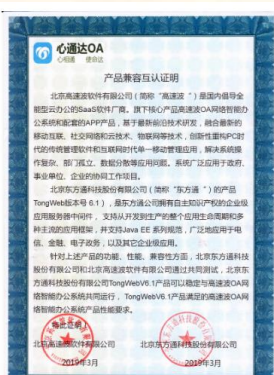 心通达OA
心相通 使命达
产品兼容互认证明
北京高速波软件有限公司（简称“高速波“）是国内倡导全
能型云办公的SaaS软件厂商。旗下核心产品高速波OA网络智能办
公系统和配套的APP产品，基于最新前沿技术研发，融合最新的
移动互联、社交网络和云技术、物联网等技术，创新性重构PC时
代的传统管理软件和互联网时代单一移动管理应用，解决系统操
作复杂、部门孤立、数据分散等应用问题。系统广泛应用于政府、
事业单位、企业的协同工作项目。
北京东方通科技股份有限公司（简称“东方通“）的产品
TongWeb版本号 6.1），是东方通公司拥有自主知识产权的企业级
应用服务器中间件，支持从开发到生产的整个应用生命周期和多
种主流的应用框架，并支持Java EE系列规范，广泛地应用于电
信、金融、电子政务，以及其它企业级应用。
针对上述产品的功能、性能、兼容性方面，北京东方通科技
股份有限公司和北京高速波软件有限公司通过共同测试，北京东
方通科技股份有限公司TongWebV6.1产品可以稳定与高速波OA网
络智能办公系统共同运行，TongWebV6.1产品满足的高速波OA网
络智能办公系统产品性能要求。
特此证明
北京高速波软件有限公司 北京东方通科技股份有限公司
2019年3月 2019年3月